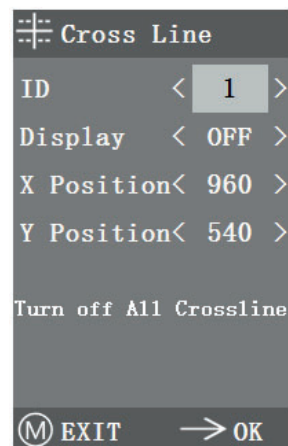 Cross Line
ID < 1 >
Display < OFF >
X Position< 960 >
Y Position< 540 >
Turn off All Crossline
M EXIT → OK